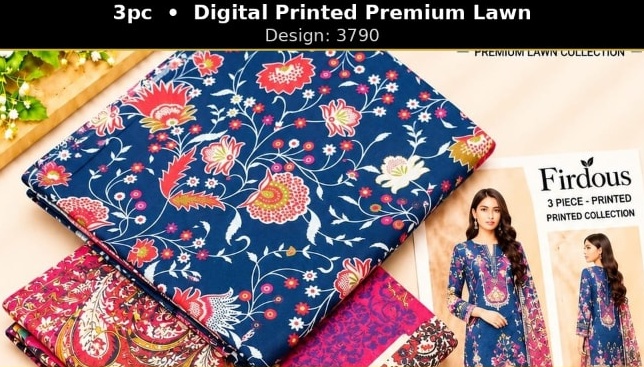 3pc • Digital Printed Premium Lawn
Design: 3790
PREMIUM LAWN COLLECTION
Firdous
3 PIECE - PRINTED
PRINTED COLLECTION